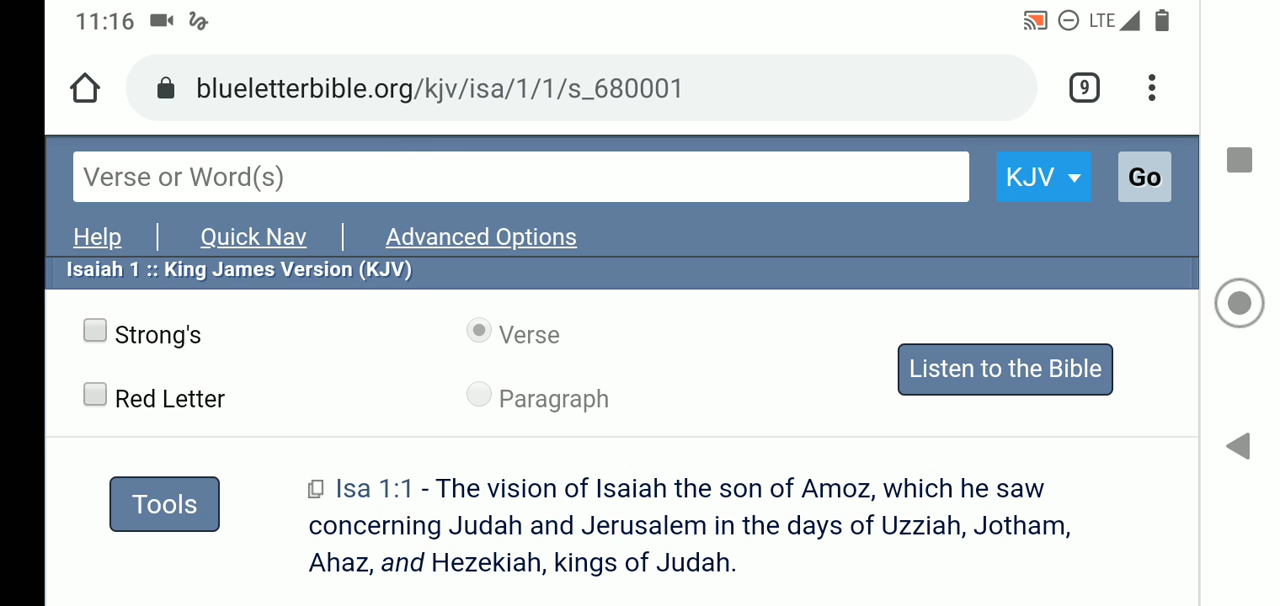 11:16 LTE
blueletterbible.org/kjv/isa/1/1/s_680001 9
Verse or Word(s) KJV Go
Help | Quick Nav | Advanced Options
Isaiah 1 :: King James Version (KJV)
Strong's Verse
Listen to the Bible
Red Letter Paragraph
Tools Isa 1:1 - The vision of Isaiah the son of Amoz, which he saw
concerning Judah and Jerusalem in the days of Uzziah, Jotham,
Ahaz, and Hezekiah, kings of Judah.